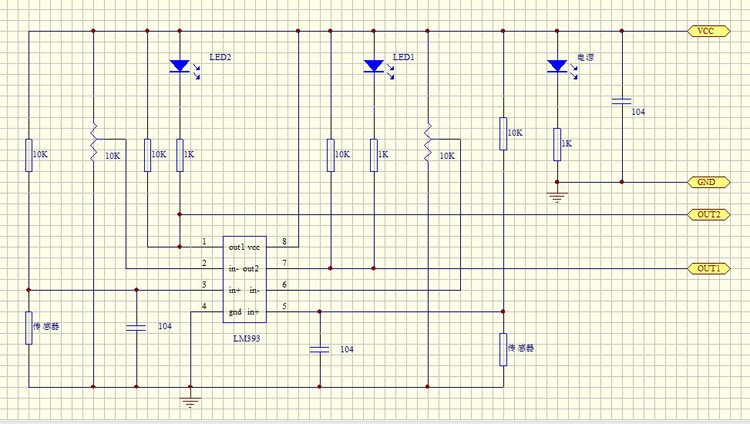 VCC
LED2
LED1
电源
104
10K
10K
10K
1K
10K
1K
10K
10K
1K
GND
OUT2
1
out1 vcc
8
2
in- out2
7
OUT1
3
in+ in-
6
4
gnd in+
5
传感器
104
LM393
104
传感器